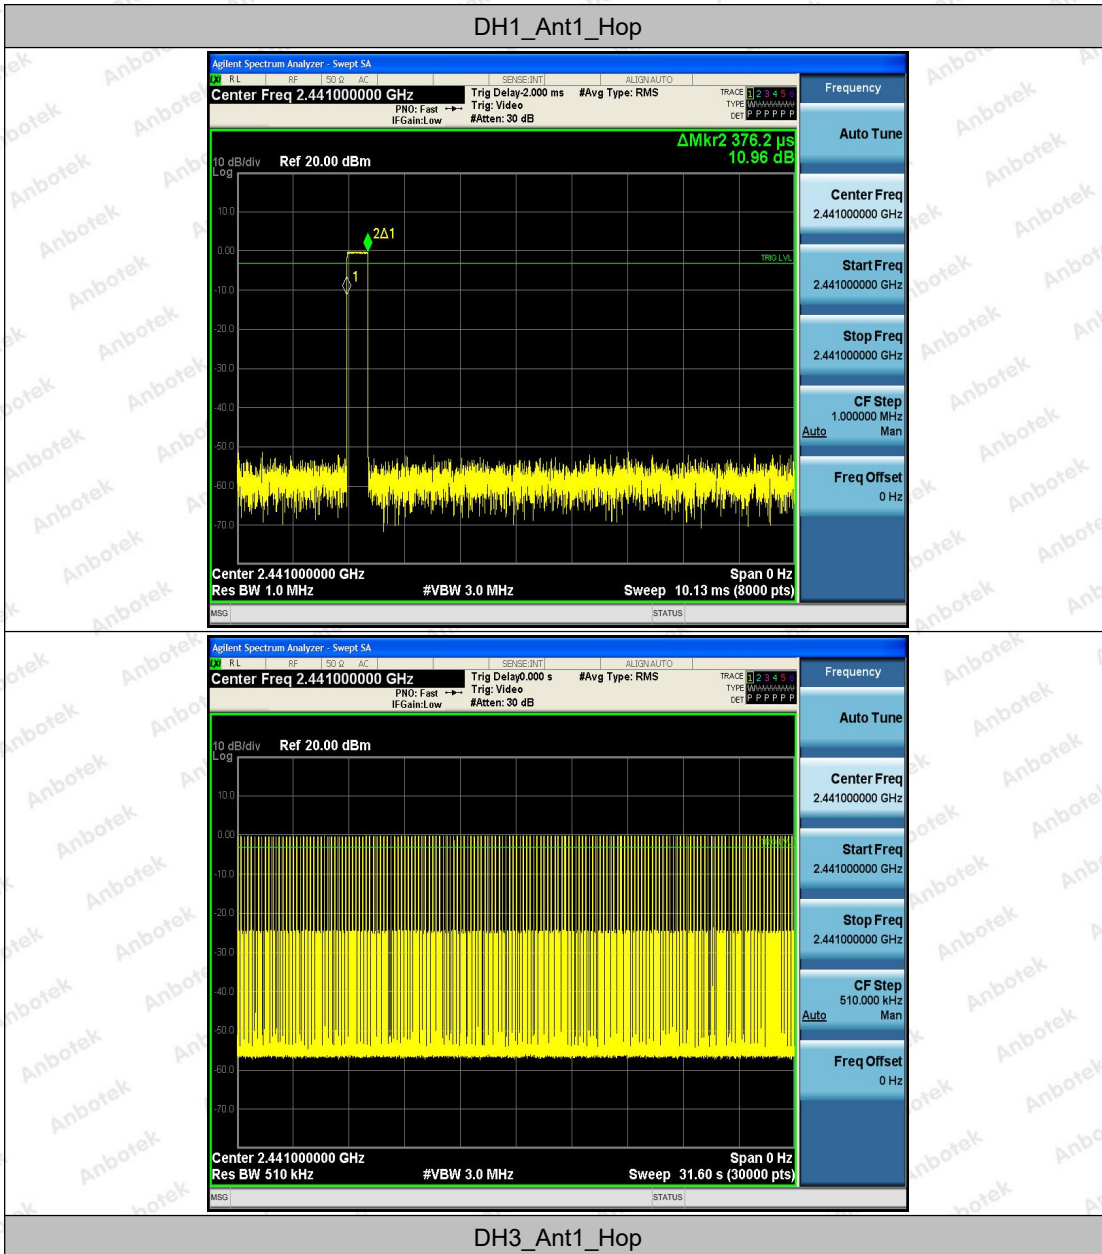 DH1_Ant1_Hop
Agilent Spectrum Analyzer - Swept SA
RL RF 50 Ω AC SENSE:INT ALIGNAUTO
Center Freq 2.441000000 GHz
PNO: Fast
IFGain:Low
Trig Delay-2.000 ms
Trig: Video
#Atten: 30 dB
#Avg Type: RMS
TRACE 1 2 3 4 5 6
TYPE
DET P P P P P P
ΔMkr2 376.2 µs
10.96 dB
10 dB/div Ref 20.00 dBm
Log
10.0
0.00
-10.0
-20.0
-30.0
-40.0
-50.0
-60.0
-70.0
2Δ1
1
TRIG LVL
Center 2.441000000 GHz Span 0 Hz
Res BW 1.0 MHz #VBW 3.0 MHz Sweep 10.13 ms (8000 pts)
MSG STATUS
Frequency
Auto Tune
Center Freq
2.441000000 GHz
Start Freq
2.441000000 GHz
Stop Freq
2.441000000 GHz
CF Step
1.000000 MHz
Auto Man
Freq Offset
0 Hz
Agilent Spectrum Analyzer - Swept SA
RL RF 50 Ω AC SENSE:INT ALIGNAUTO
Center Freq 2.441000000 GHz
PNO: Fast
IFGain:Low
Trig Delay0.000 s
Trig: Video
#Atten: 30 dB
#Avg Type: RMS
TRACE 1 2 3 4 5 6
TYPE
DET P P P P P P
10 dB/div Ref 20.00 dBm
Log
10.0
0.00
-10.0
-20.0
-30.0
-40.0
-50.0
-60.0
-70.0
Center 2.441000000 GHz Span 0 Hz
Res BW 510 kHz #VBW 3.0 MHz Sweep 31.60 s (30000 pts)
MSG STATUS
Frequency
Auto Tune
Center Freq
2.441000000 GHz
Start Freq
2.441000000 GHz
Stop Freq
2.441000000 GHz
CF Step
510.000 kHz
Auto Man
Freq Offset
0 Hz
DH3_Ant1_Hop